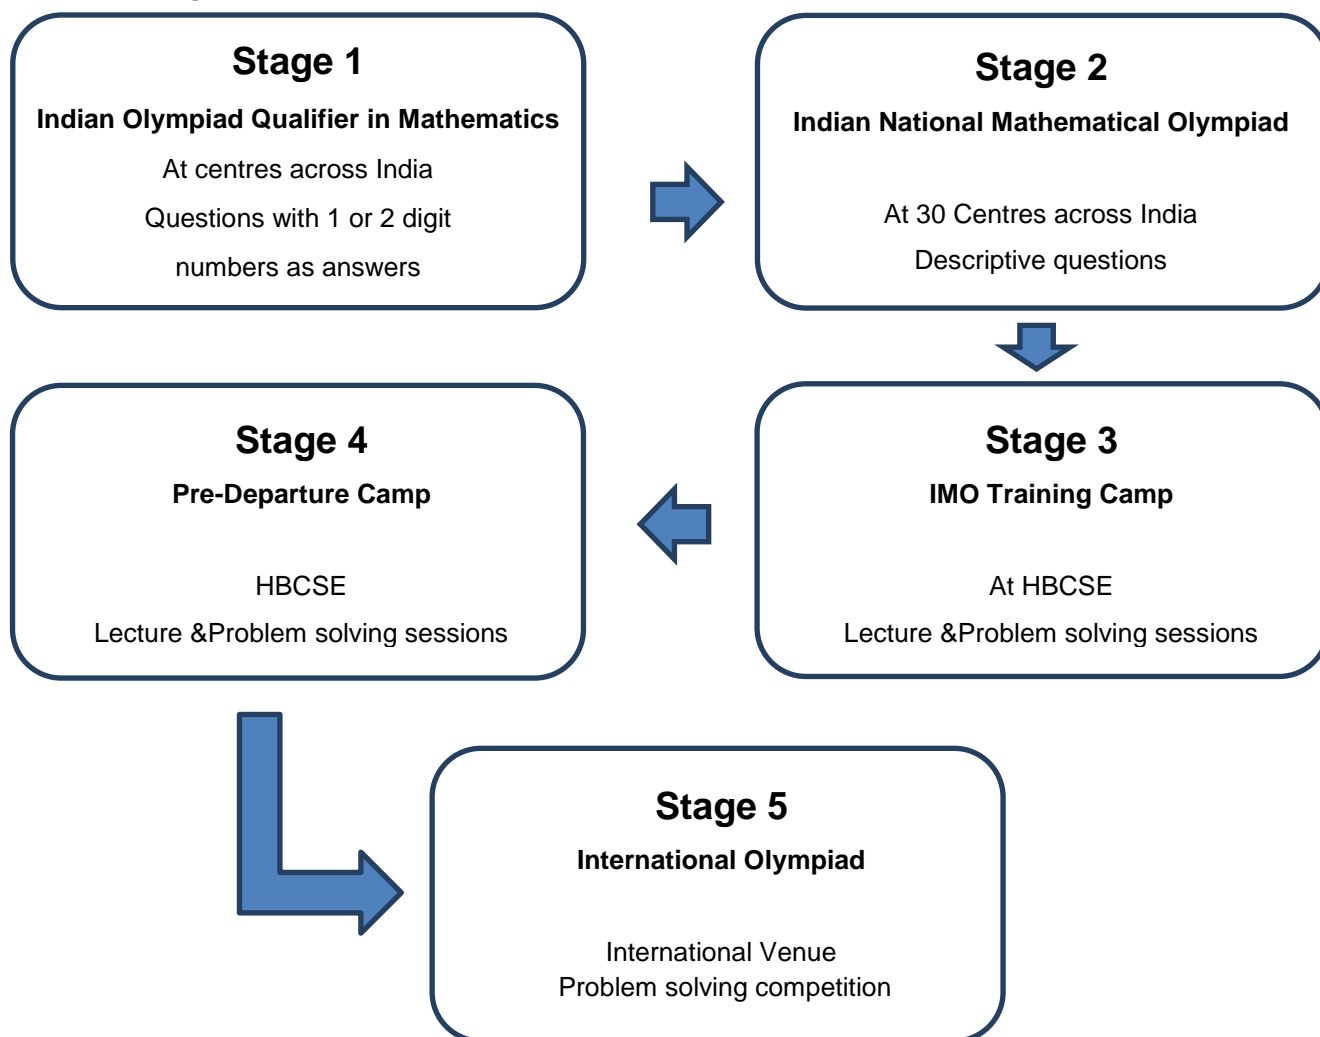 Stage 1
Indian Olympiad Qualifier in Mathematics
At centres across India
Questions with 1 or 2 digit
numbers as answers
Stage 2
Indian National Mathematical Olympiad
At 30 Centres across India
Descriptive questions
Stage 3
IMO Training Camp
At HBCSE
Lecture &Problem solving sessions
Stage 4
Pre-Departure Camp
HBCSE
Lecture &Problem solving sessions
Stage 5
International Olympiad
International Venue
Problem solving competition